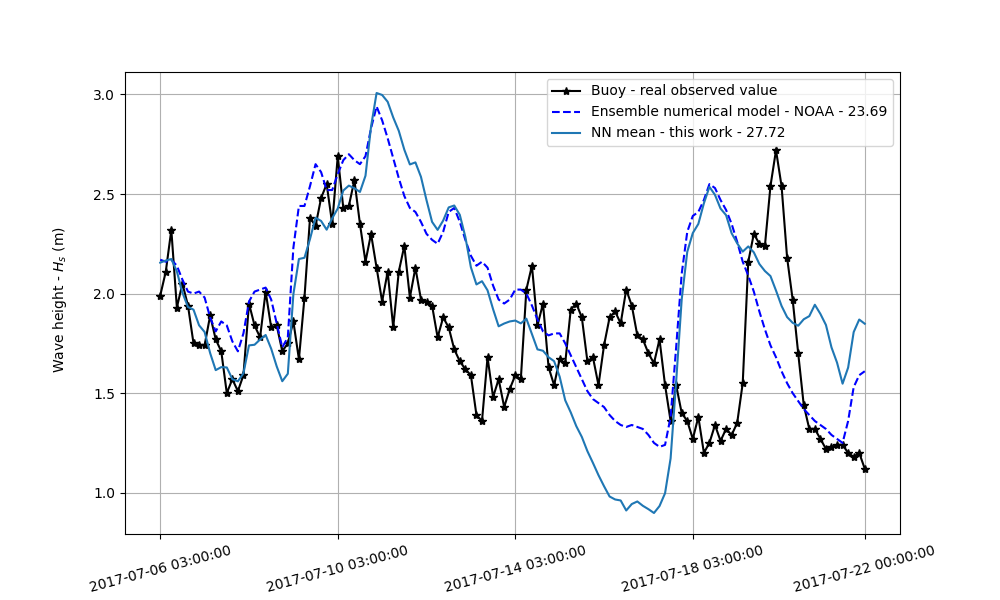 Buoy - real observed value
Ensemble numerical model - NOAA - 23.69
NN mean - this work - 27.72
3.0
2.5
2.0
1.5
1.0
Wave height - Hs (m)
2017-07-06 03:00:00
2017-07-10 03:00:00
2017-07-14 03:00:00
2017-07-18 03:00:00
2017-07-22 00:00:00